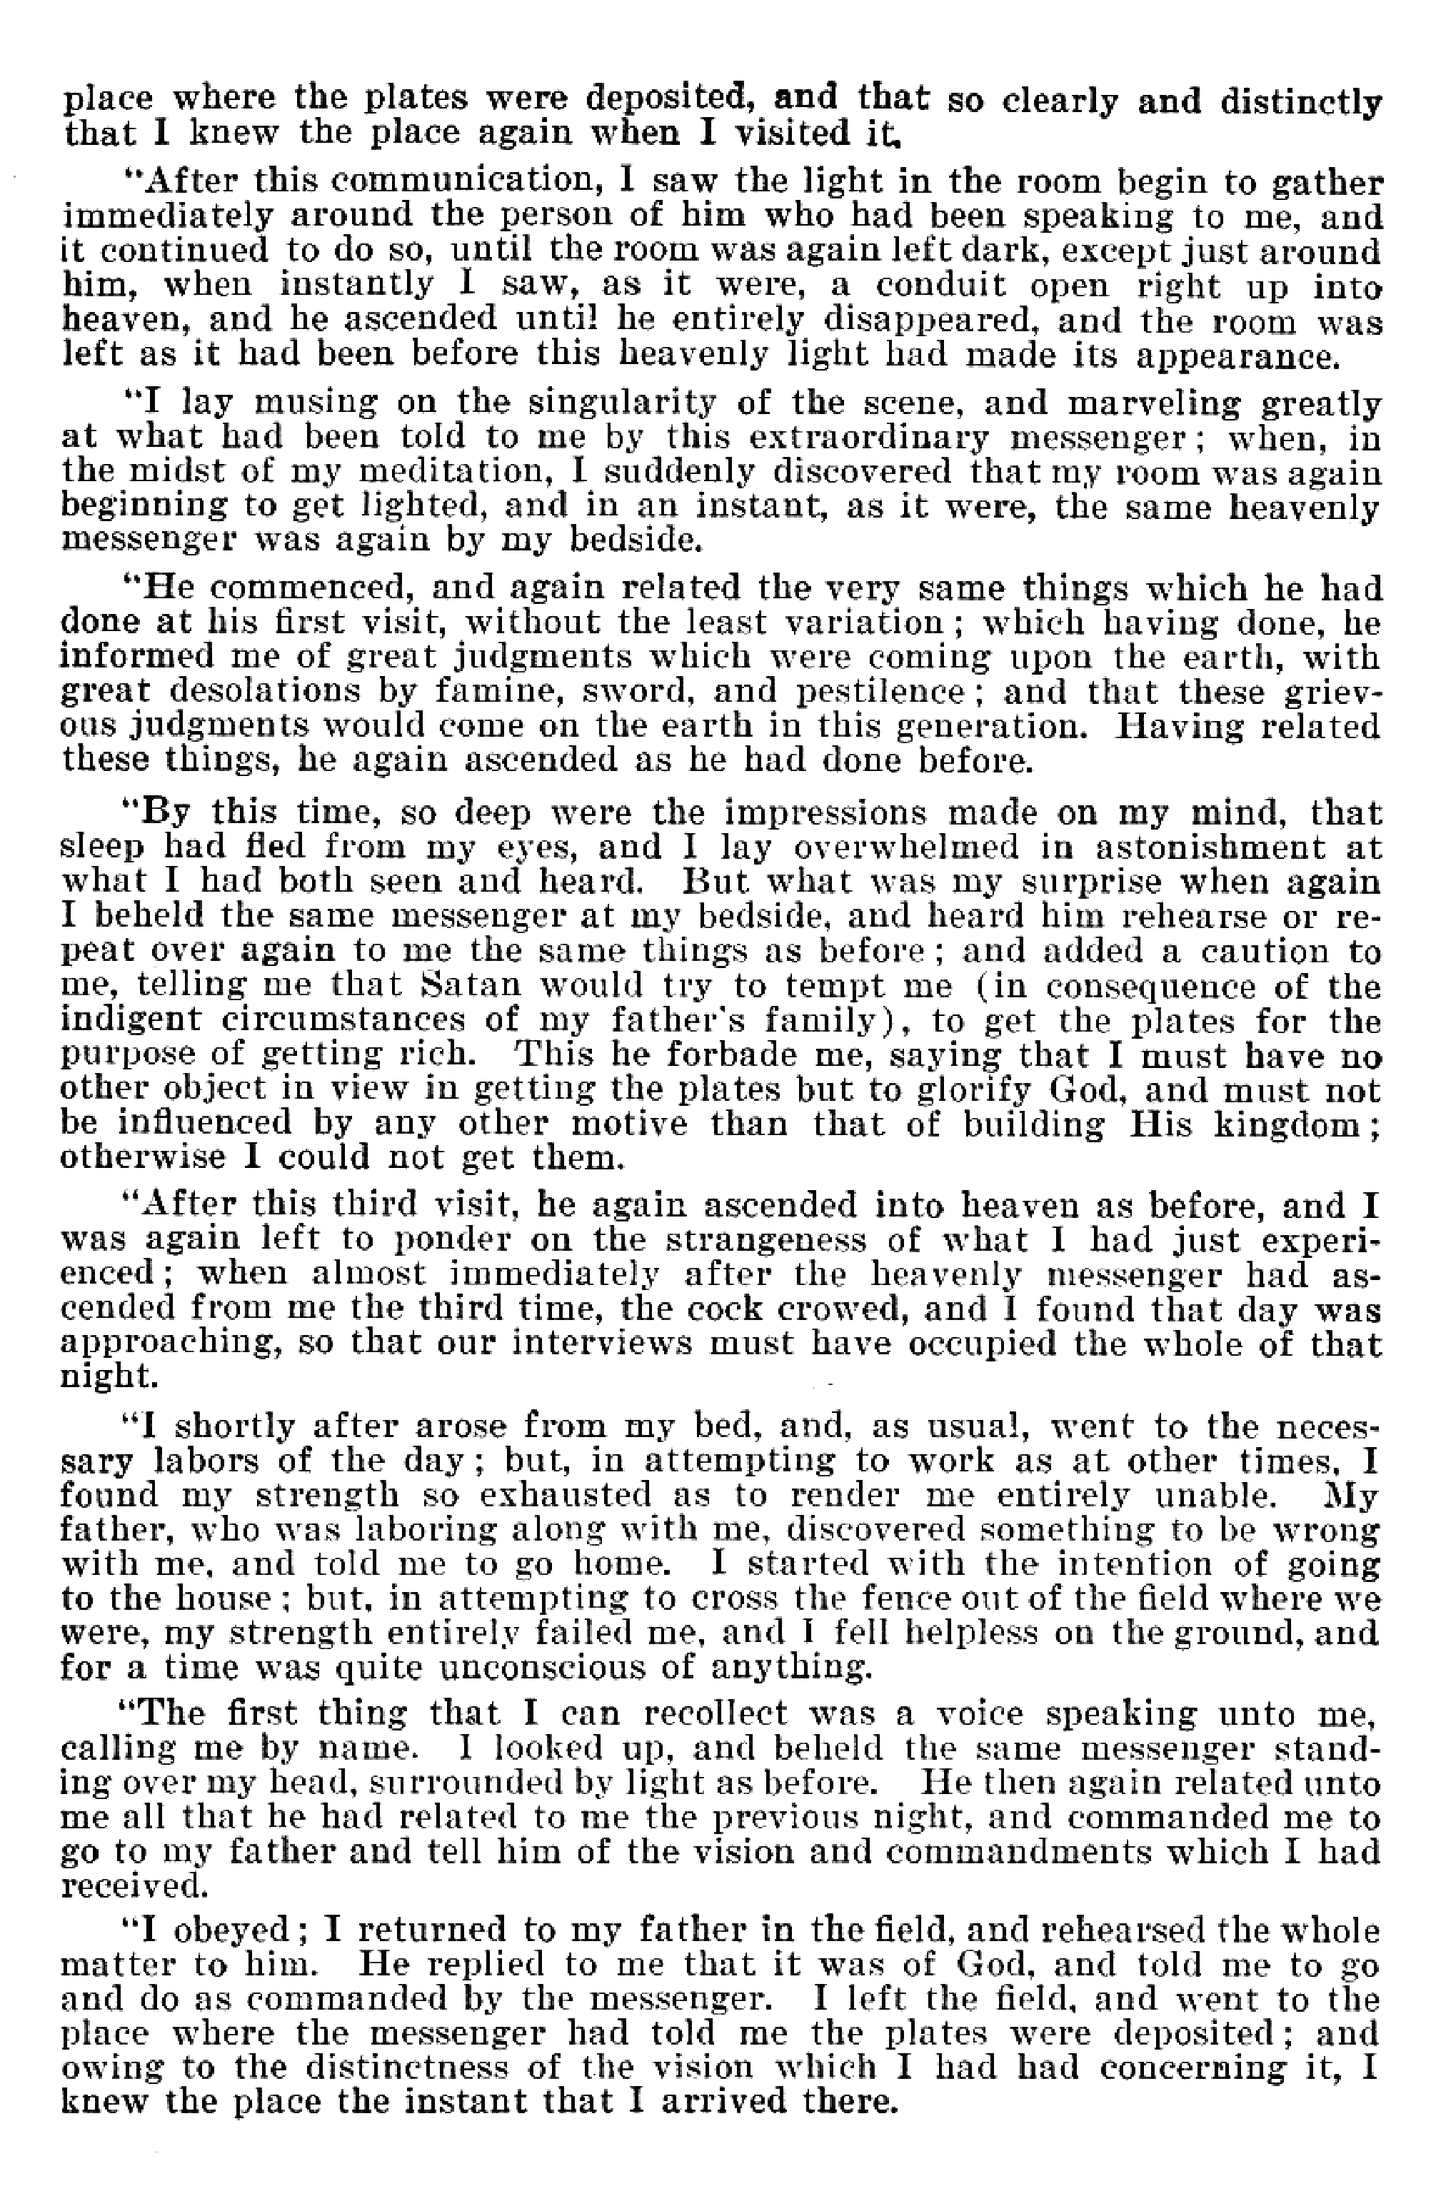 place where the plates were deposited, and that so clearly and distinctly
that I knew the place again when I visited it.
"After this communication, I saw the light in the room begin to gather
immediately around the person of him who had been speaking to me, and
it continued to do so, until the room was again left dark, except just around
him, when instantly I saw, as it were, a conduit open right up into
heaven, and he ascended until he entirely disappeared, and the room was
left as it had been before this heavenly light had made its appearance.
"I lay musing on the singularity of the scene, and marveling greatly
at what had been told to me by this extraordinary messenger; when, in
the midst of my meditation, I suddenly discovered that my room was again
beginning to get lighted, and in an instant, as it were, the same heavenly
messenger was again by my bedside.
"He commenced, and again related the very same things which he had
done at his first visit, without the least variation; which having done, he
informed me of great judgments which were coming upon the earth, with
great desolations by famine, sword, and pestilence; and that these griev-
ous judgments would come on the earth in this generation. Having related
these things, he again ascended as he had done before.
"By this time, so deep were the impressions made on my mind, that
sleep had fled from my eyes, and I lay overwhelmed in astonishment at
what I had both seen and heard. But what was my surprise when again
I beheld the same messenger at my bedside, and heard him rehearse or re-
peat over again to me the same things as before; and added a caution to
me, telling me that Satan would try to tempt me (in consequence of the
indigent circumstances of my father's family), to get the plates for the
purpose of getting rich. This he forbade me, saying that I must have no
other object in view in getting the plates but to glorify God, and must not
be influenced by any other motive than that of building His kingdom;
otherwise I could not get them.
"After this third visit, he again ascended into heaven as before, and I
was again left to ponder on the strangeness of what I had just experi-
enced; when almost immediately after the heavenly messenger had as-
cended from me the third time, the cock crowed, and I found that day was
approaching, so that our interviews must have occupied the whole of that
night.
"I shortly after arose from my bed, and, as usual, went to the neces-
sary labors of the day; but, in attempting to work as at other times, I
found my strength so exhausted as to render me entirely unable. My
father, who was laboring along with me, discovered something to be wrong
with me, and told me to go home. I started with the intention of going
to the house; but, in attempting to cross the fence out of the field where we
were, my strength entirely failed me, and I fell helpless on the ground, and
for a time was quite unconscious of anything.
"The first thing that I can recollect was a voice speaking unto me,
calling me by name. I looked up, and beheld the same messenger stand-
ing over my head, surrounded by light as before. He then again related unto
me all that he had related to me the previous night, and commanded me to
go to my father and tell him of the vision and commandments which I had
received.
"I obeyed; I returned to my father in the field, and rehearsed the whole
matter to him. He replied to me that it was of God, and told me to go
and do as commanded by the messenger. I left the field, and went to the
place where the messenger had told me the plates were deposited; and
owing to the distinctness of the vision which I had had concerning it, I
knew the place the instant that I arrived there.